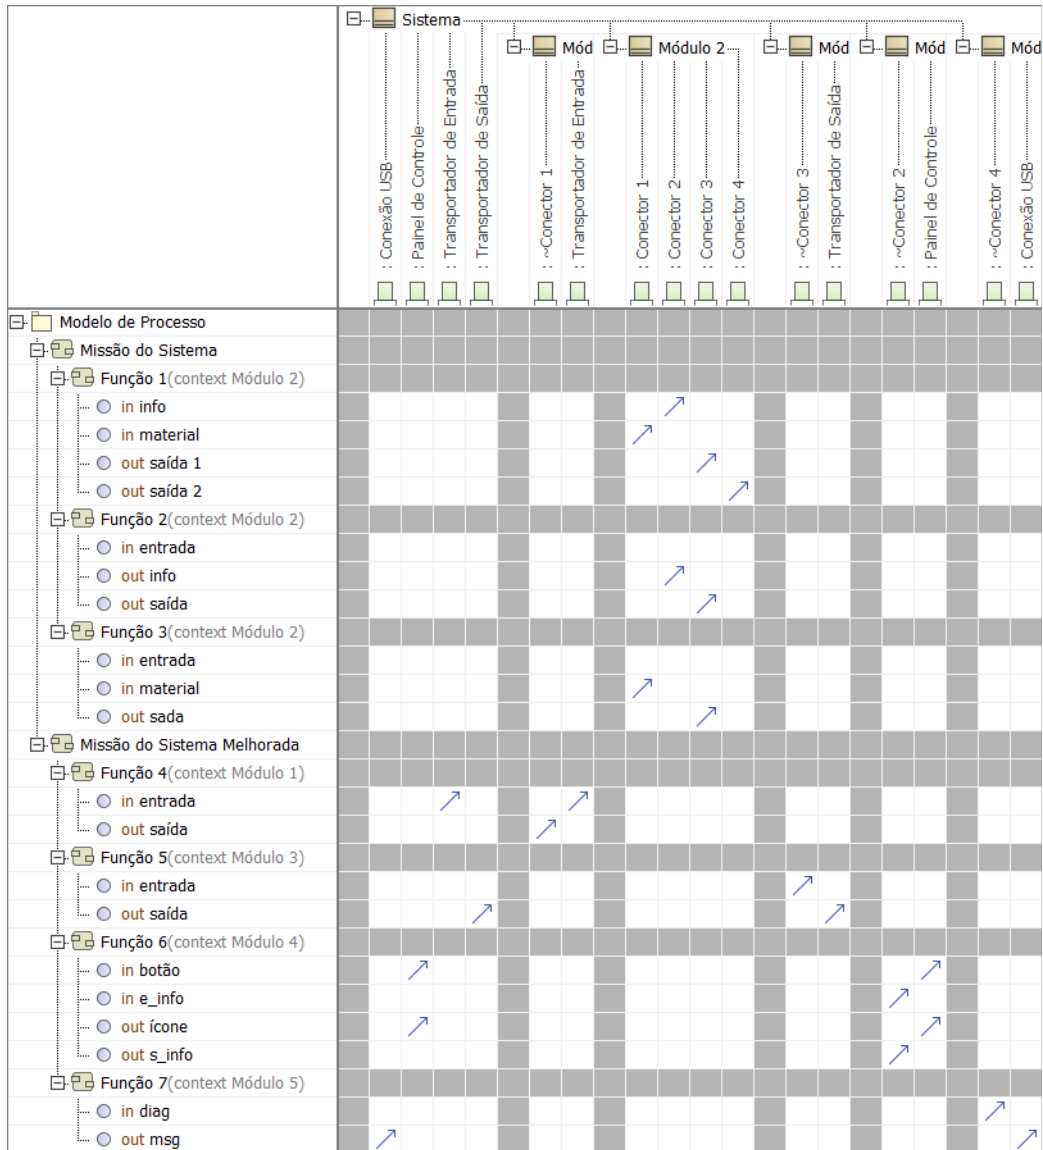 Sistema
Mód
Módulo 2
Mód
Mód
Mód
: Conexão USB
: Painel de Controle
: Transportador de Entrada
: Transportador de Saída
: ~Conector 1
: Transportador de Entrada
: Conector 1
: Conector 2
: Conector 3
: Conector 4
: ~Conector 3
: Transportador de Saída
: ~Conector 2
: Painel de Controle
: ~Conector 4
: Conexão USB
Modelo de Processo
Missão do Sistema
Função 1(context Módulo 2)
in info
in material
out saída 1
out saída 2
Função 2(context Módulo 2)
in entrada
out info
out saída
Função 3(context Módulo 2)
in entrada
in material
out sada
Missão do Sistema Melhorada
Função 4(context Módulo 1)
in entrada
out saída
Função 5(context Módulo 3)
in entrada
out saída
Função 6(context Módulo 4)
in botão
in e_info
out ícone
out s_info
Função 7(context Módulo 5)
in diag
out msg